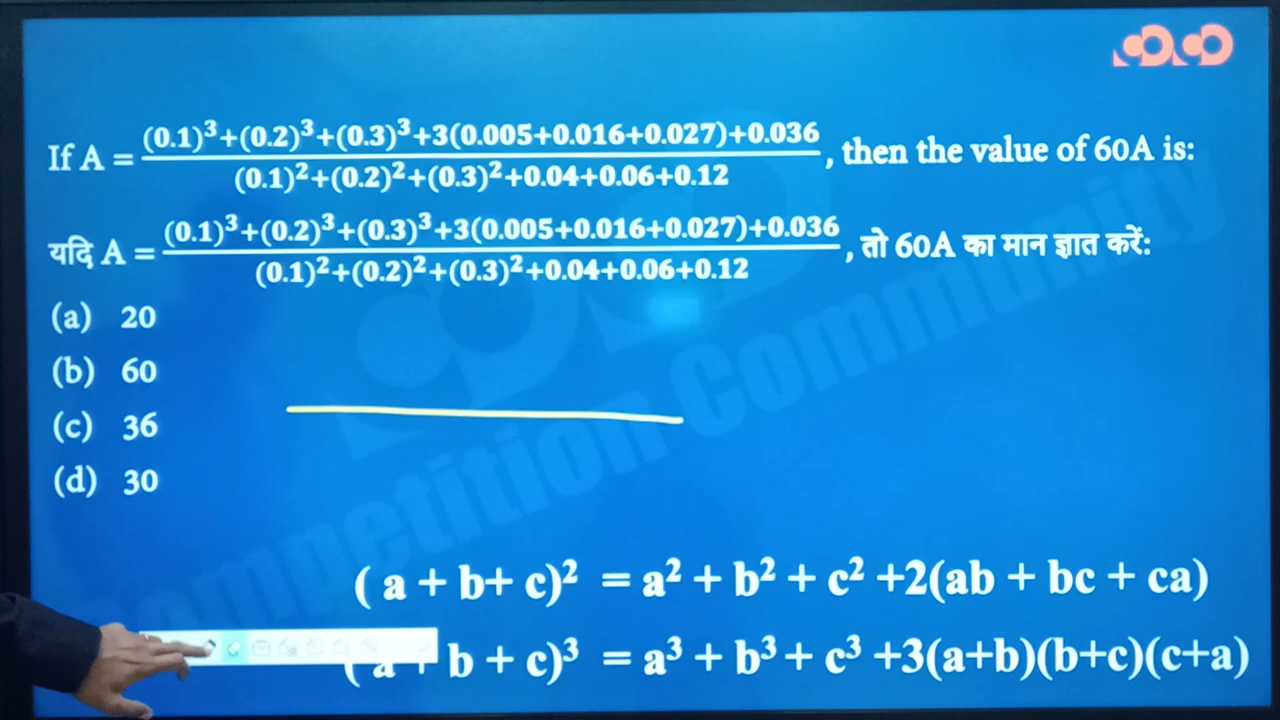 If A = (0.1)³+(0.2)³+(0.3)³+3(0.005+0.016+0.027)+0.036 / (0.1)²+(0.2)²+(0.3)²+0.04+0.06+0.12 , then the value of 60A is:
यदि A = (0.1)³+(0.2)³+(0.3)³+3(0.005+0.016+0.027)+0.036 / (0.1)²+(0.2)²+(0.3)²+0.04+0.06+0.12 , तो 60A का मान ज्ञात करें:
(a) 20
(b) 60
(c) 36
(d) 30
Competition Community
( a + b+ c)² = a² + b² + c² +2(ab + bc + ca)
( a + b + c)³ = a³ + b³ + c³ +3(a+b)(b+c)(c+a)